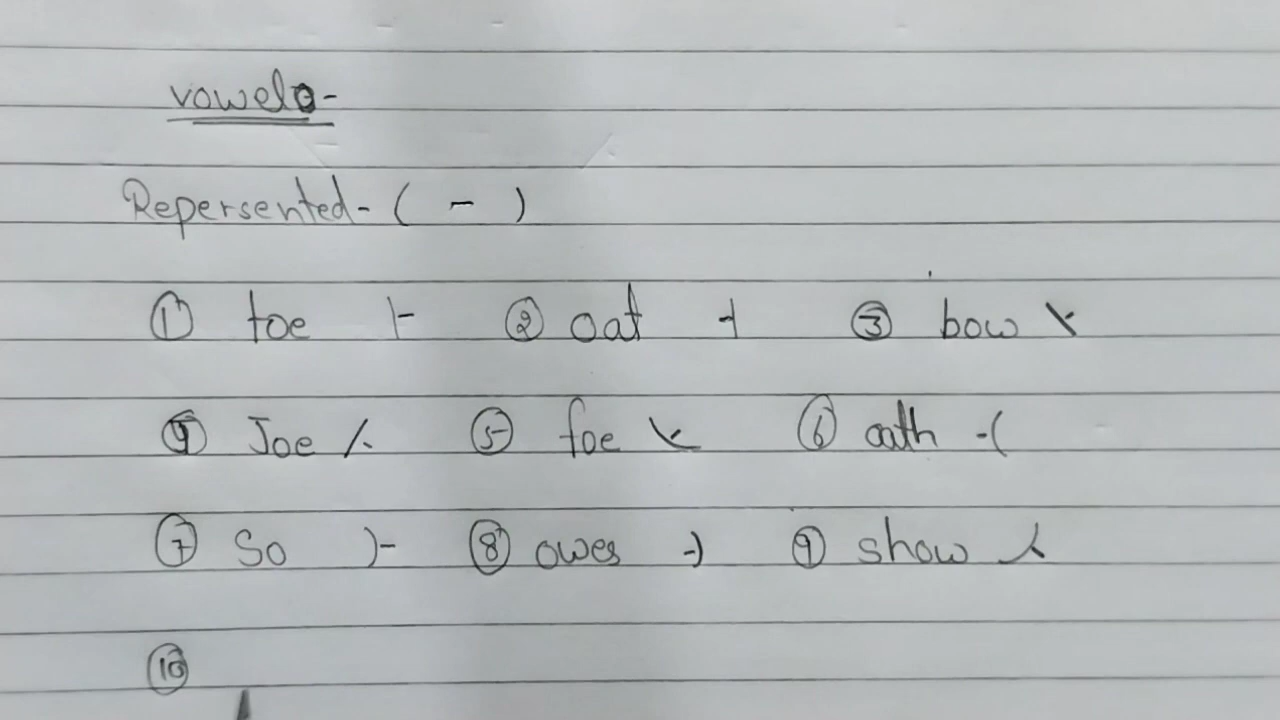 vowel o-
Repersented - ( - )
① toe ② oat ③ bow
④ Joe ⑤ foe ⑥ oath
⑦ So ⑧ owes ⑨ show
⑩